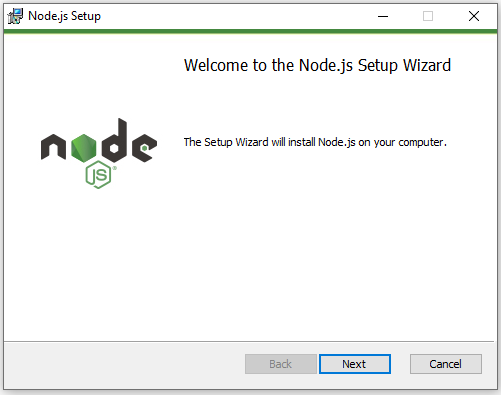 Node.js Setup
Welcome to the Node.js Setup Wizard
The Setup Wizard will install Node.js on your computer.
node
JS
®
Back
Next
Cancel